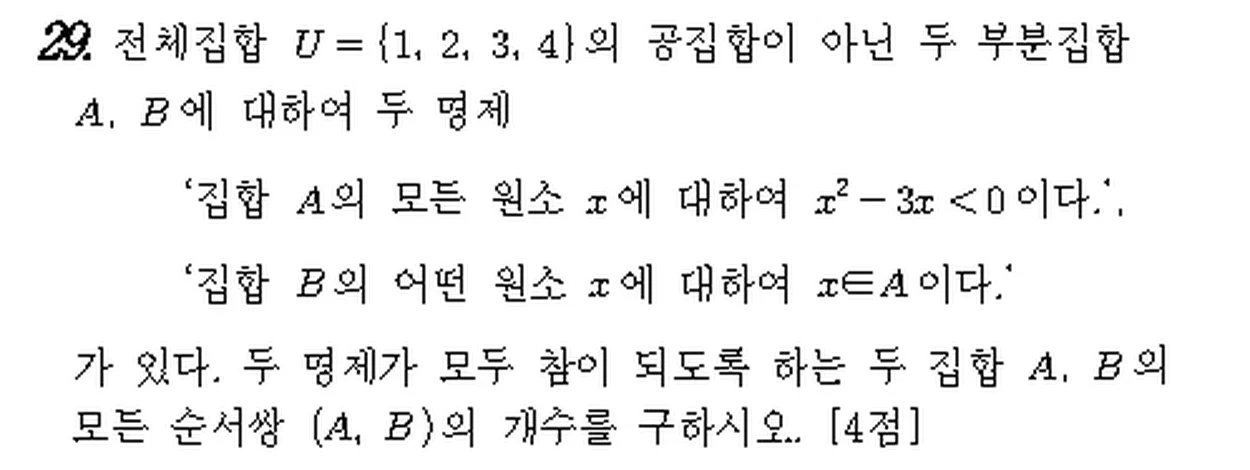 29. 전체집합 U = {1, 2, 3, 4}의 공집합이 아닌 두 부분집합
A, B에 대하여 두 명제
‘집합 A의 모든 원소 x에 대하여 x² − 3x < 0이다.’,
‘집합 B의 어떤 원소 x에 대하여 x∈A이다.’
가 있다. 두 명제가 모두 참이 되도록 하는 두 집합 A, B의
모든 순서쌍 (A, B)의 개수를 구하시오. [4점]